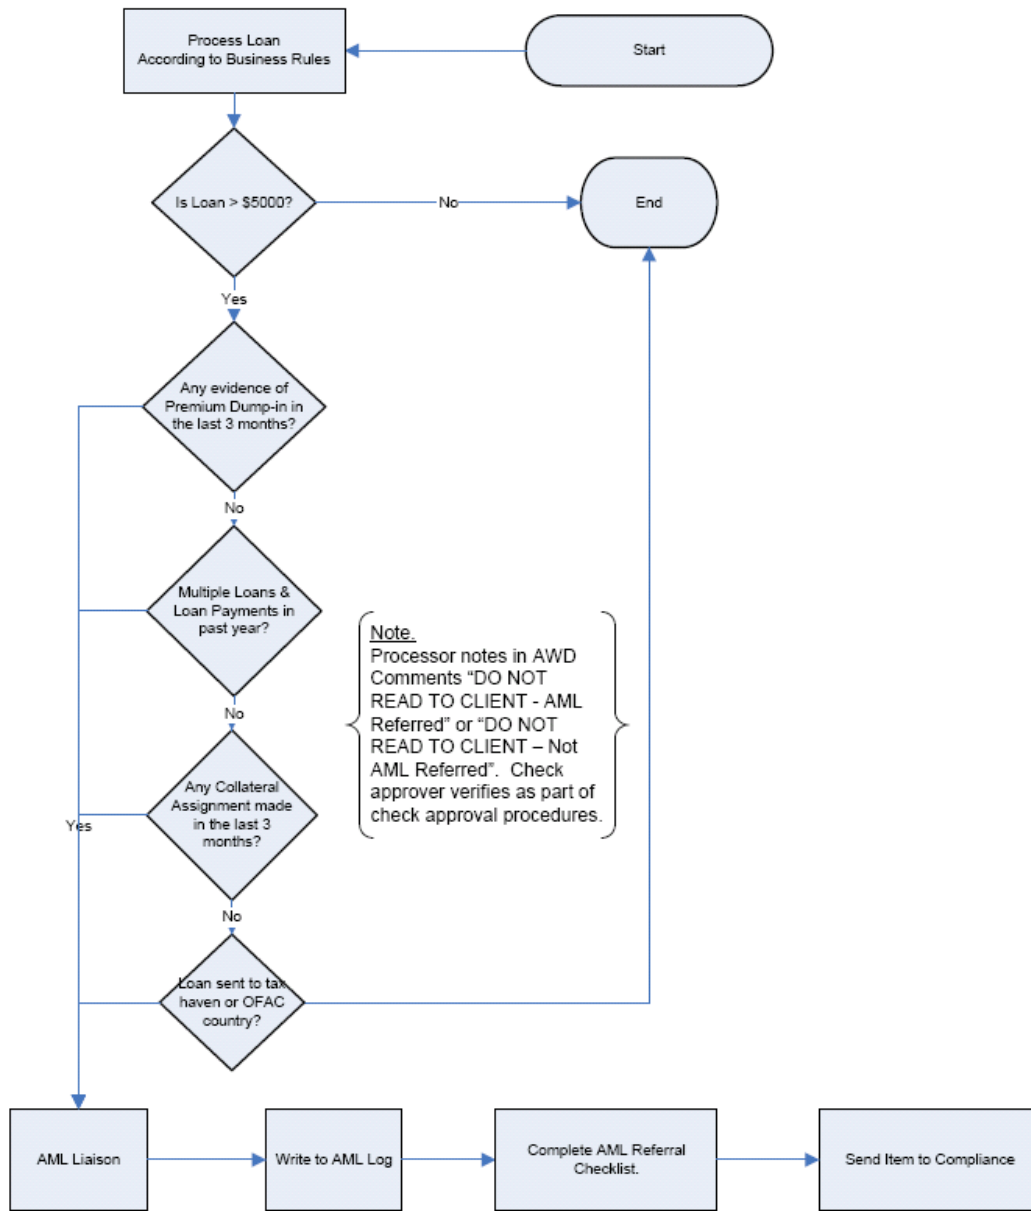 Process Loan
According to Business Rules
Start
Is Loan > $5000?
No
End
Yes
Any evidence of
Premium Dump-in in
the last 3 months?
No
Multiple Loans &
Loan Payments in
past year?
Note.
Processor notes in AWD
Comments “DO NOT
READ TO CLIENT - AML
Referred” or “DO NOT
READ TO CLIENT – Not
AML Referred”.  Check
approver verifies as part of
check approval procedures.
No
Any Collateral
Assignment made
in the last 3
months?
Yes
No
Loan sent to tax
haven or OFAC
country?
AML Liaison
Write to AML Log
Complete AML Referral
Checklist.
Send Item to Compliance